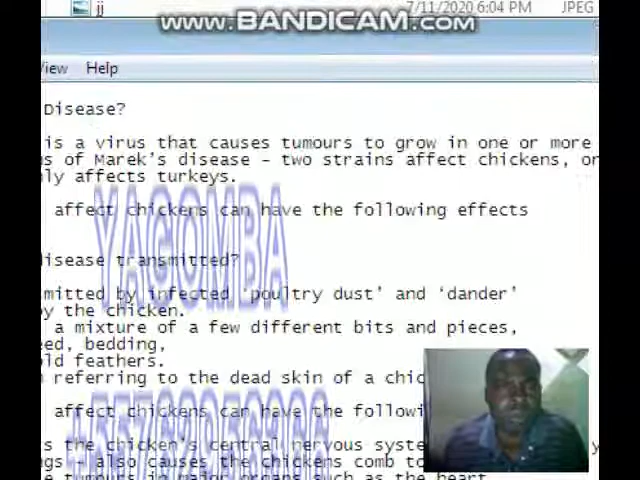 jj 7/11/2020 6:04 PM JPEG
WWW.BANDICAM.COM
View Help
Disease?
is a virus that causes tumours to grow in one or more
s of Marek's disease – two strains affect chickens, on
ly affects turkeys.
YAGOMBA
affect chickens can have the following effects
disease transmitted?
mitted by infected 'poultry dust' and 'dander'
by the chicken.
a mixture of a few different bits and pieces,
eed, bedding,
old feathers.
referring to the dead skin of a chic
affect chickens can have the followi
s the chicken's central nervous syste
ngs – also causes the chickens comb to
tumours in major organs such as the heart